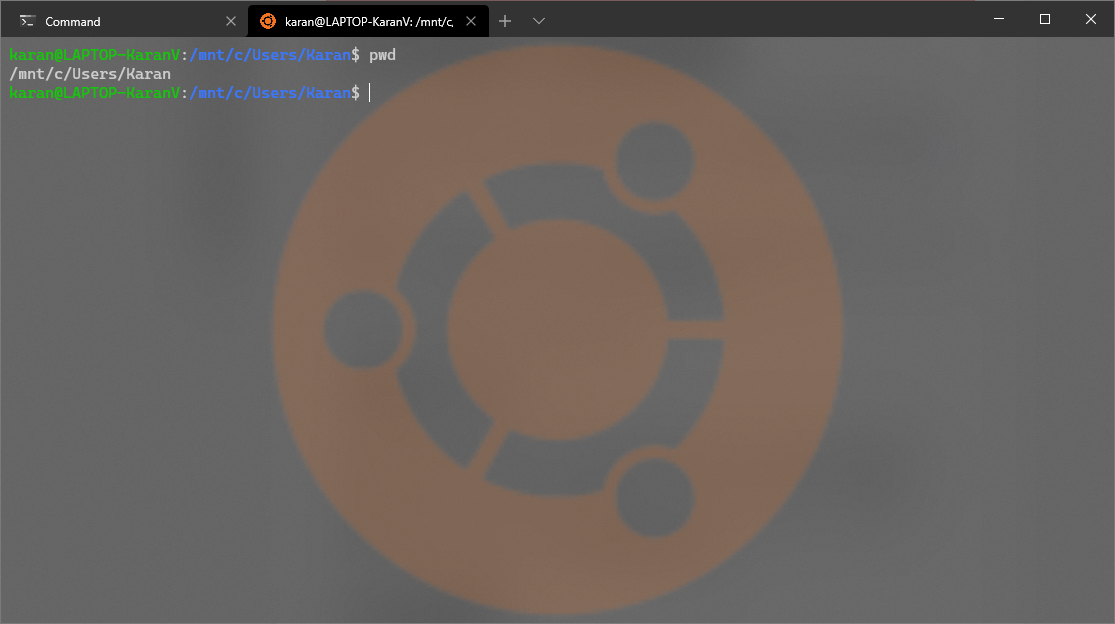 Command
karan@LAPTOP-KaranV: /mnt/c,
karan@LAPTOP-KaranV:/mnt/c/Users/Karan$ pwd
/mnt/c/Users/Karan
karan@LAPTOP-KaranV:/mnt/c/Users/Karan$